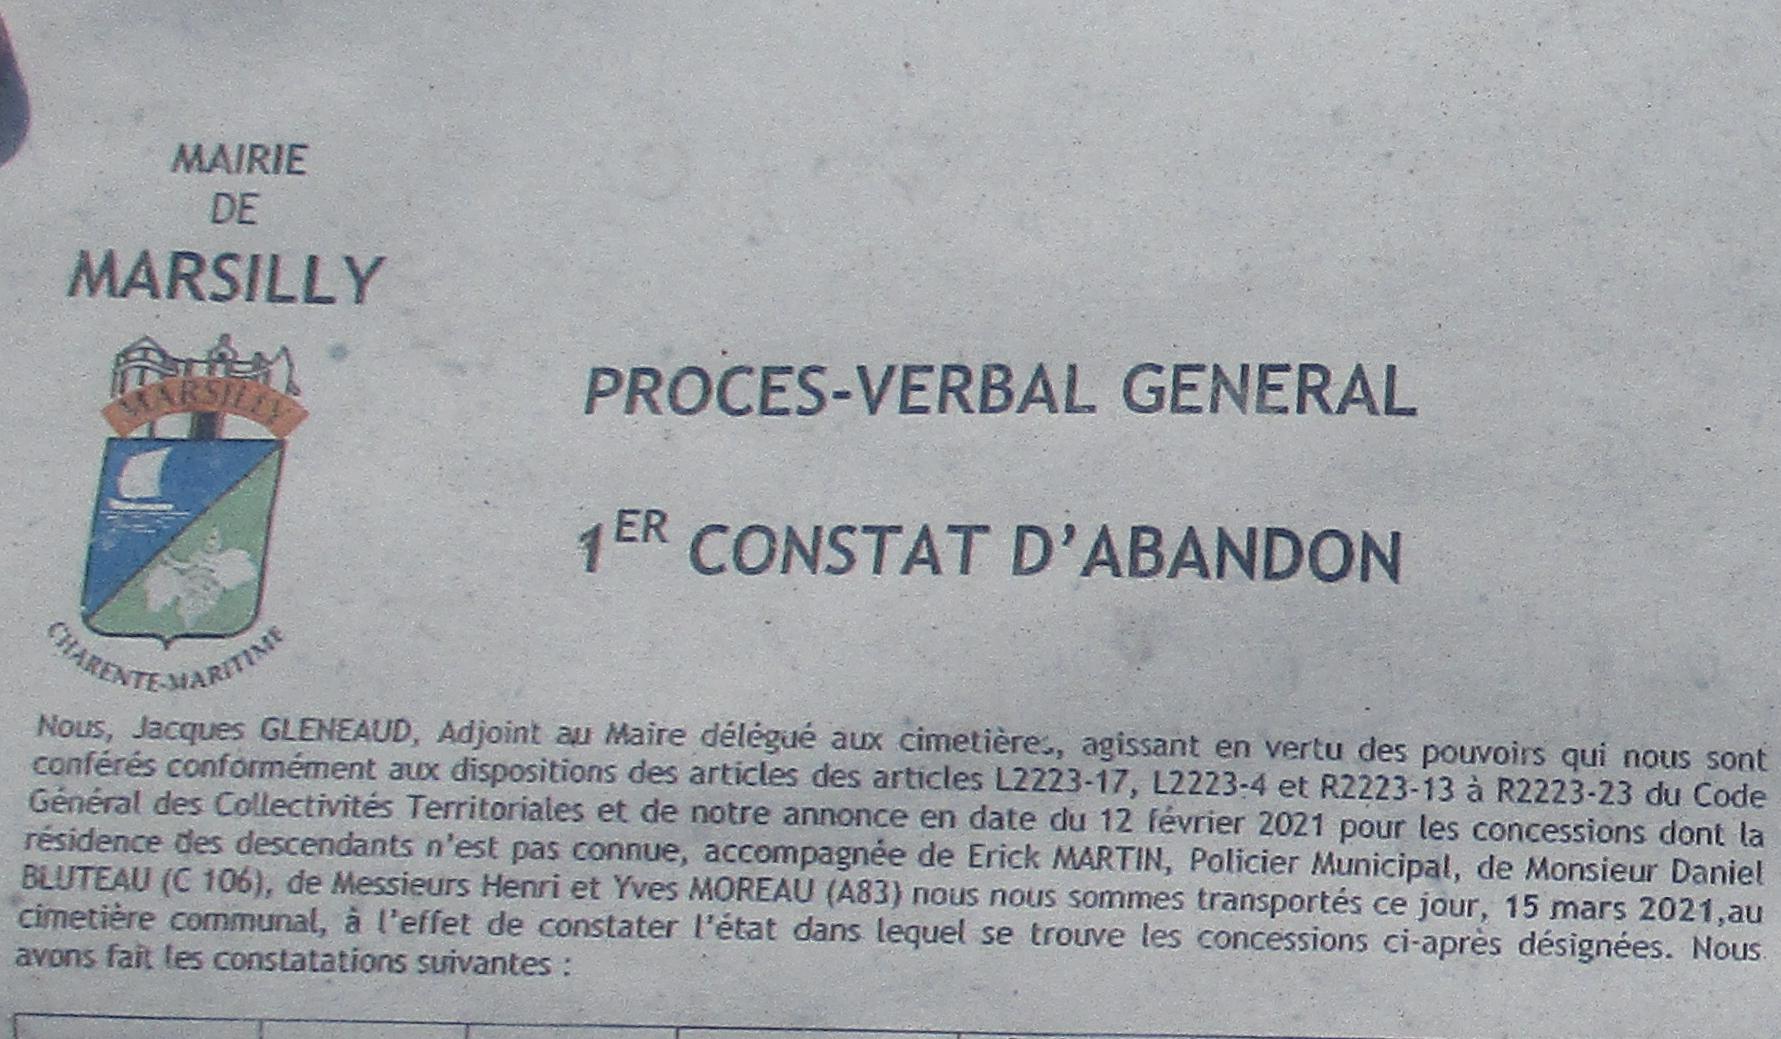 MAIRIE
DE
MARSILLY
MARSILLY
CHARENTE-MARITIME
PROCES-VERBAL GENERAL
1ER CONSTAT D'ABANDON
Nous, Jacques GLENEAUD, Adjoint au Maire délégué aux cimetières, agissant en vertu des pouvoirs qui nous sont
conférés conformément aux dispositions des articles des articles L2223-17, L2223-4 et R2223-13 à R2223-23 du Code
Général des Collectivités Territoriales et de notre annonce en date du 12 février 2021 pour les concessions dont la
résidence des descendants n'est pas connue, accompagnée de Erick MARTIN, Policier Municipal, de Monsieur Daniel
BLUTEAU (C 106), de Messieurs Henri et Yves MOREAU (A83) nous nous sommes transportés ce jour, 15 mars 2021,au
cimetière communal, à l'effet de constater l'état dans lequel se trouve les concessions ci-après désignées. Nous
avons fait les constatations suivantes :